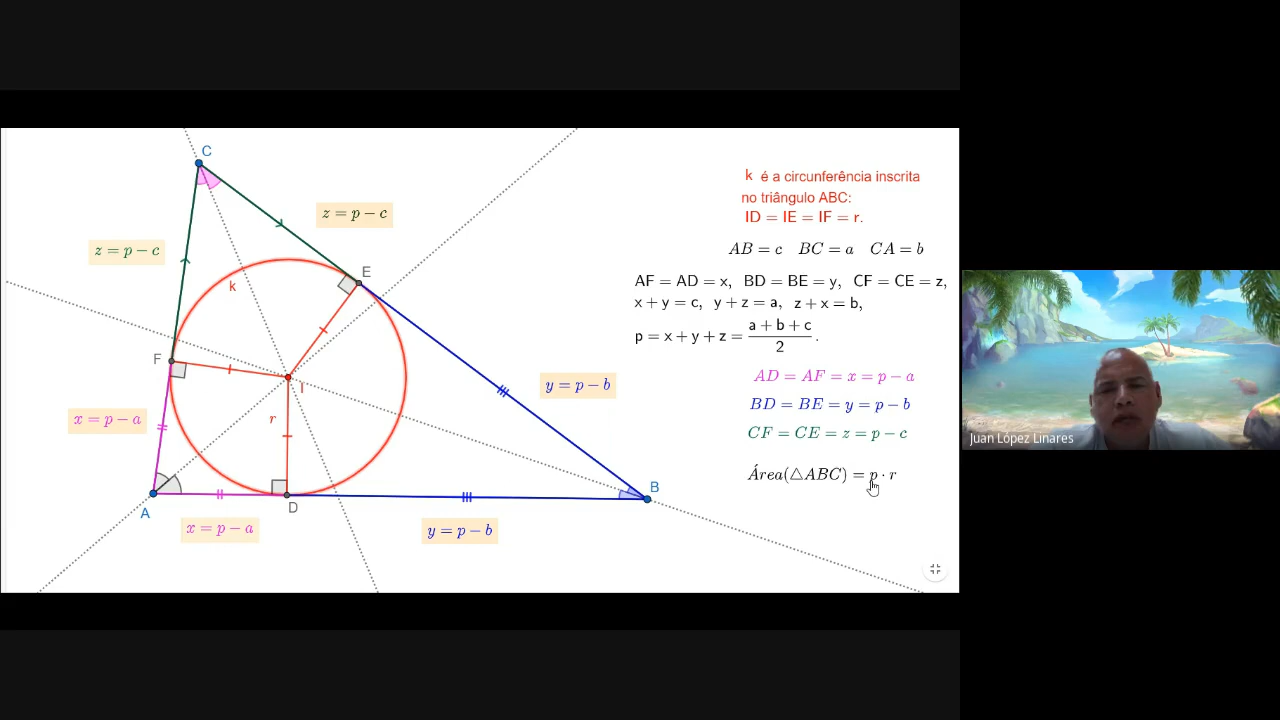 C
z = p − c
z = p − c
k
E
F
I
r
x = p − a
y = p − b
A
D
B
x = p − a
y = p − b
k é a circunferência inscrita
no triângulo ABC:
ID = IE = IF = r.
AB = c BC = a CA = b
AF = AD = x, BD = BE = y, CF = CE = z,
x + y = c, y + z = a, z + x = b,
p = x + y + z = (a + b + c)/2 .
AD = AF = x = p − a
BD = BE = y = p − b
CF = CE = z = p − c
Área(△ABC) = p · r
Juan López Linares